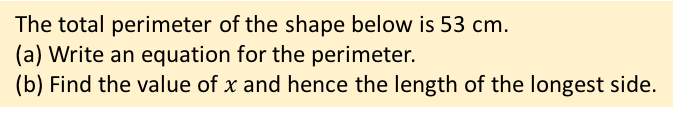 The total perimeter of the shape below is 53 cm.
(a) Write an equation for the perimeter.
(b) Find the value of x and hence the length of the longest side.